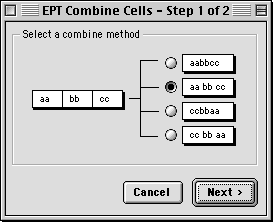 EPT Combine Cells - Step 1 of 2
Select a combine method
aabbcc
aa bb cc
aa bb cc
ccbbaa
cc bb aa
Cancel
Next >